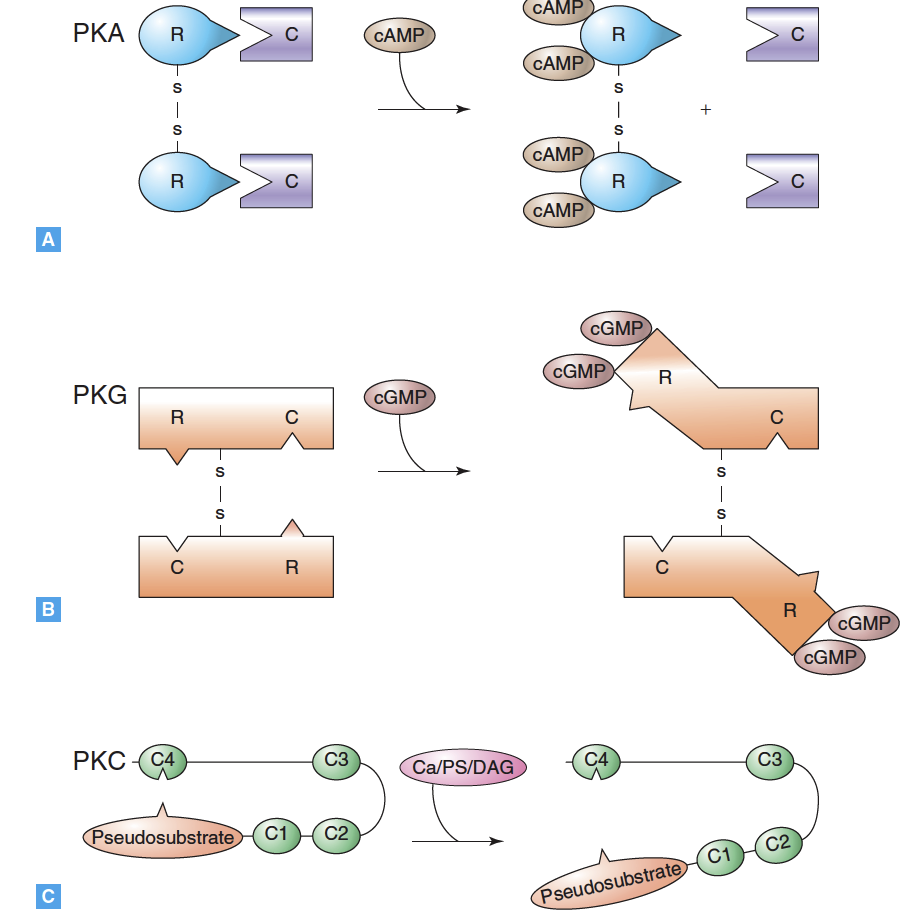 cAMP
PKA R C cAMP R C
cAMP
S S
+
S S
cAMP
R C R C
cAMP
A
cGMP
cGMP R
PKG R C cGMP C
S S
S S
C R C
R
B cGMP
cGMP
PKC C4 C3 Ca/PS/DAG C4 C3
Pseudosubstrate C1 C2 C1 C2
Pseudosubstrate
C